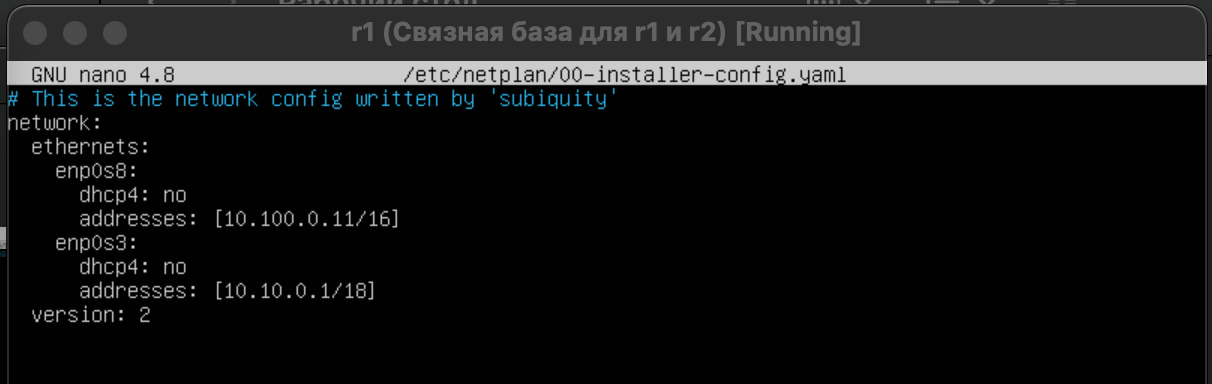 r1 (Связная база для r1 и r2) [Running]
GNU nano 4.8 /etc/netplan/00-installer-config.yaml
# This is the network config written by 'subiquity'
network:
  ethernets:
    enp0s8:
      dhcp4: no
      addresses: [10.100.0.11/16]
    enp0s3:
      dhcp4: no
      addresses: [10.10.0.1/18]
  version: 2